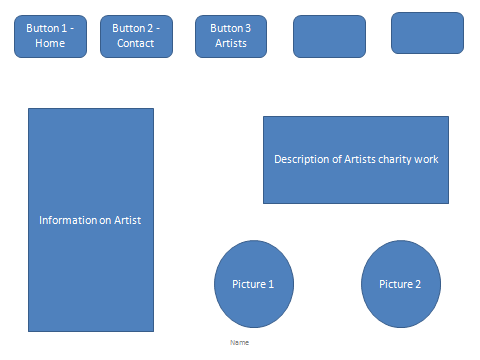 Button 1 -
Home
Button 2 -
Contact
Button 3
Artists
Description of Artists charity work
Information on Artist
Picture 1
Picture 2
Name